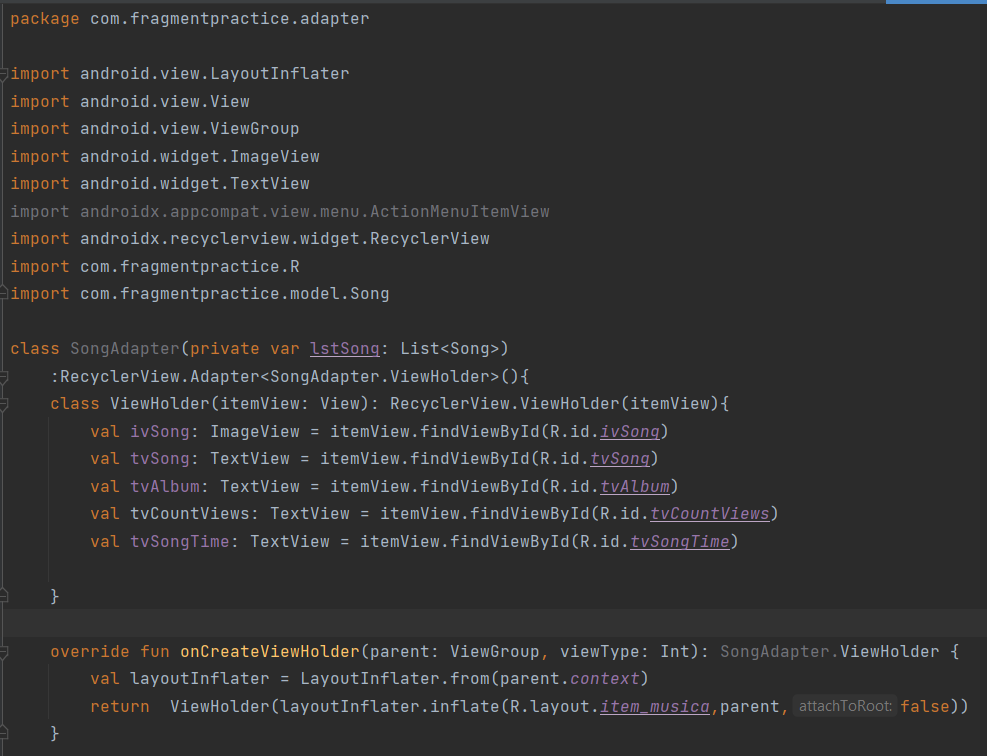 package com.fragmentpractice.adapter
import android.view.LayoutInflater
import android.view.View
import android.view.ViewGroup
import android.widget.ImageView
import android.widget.TextView
import androidx.appcompat.view.menu.ActionMenuItemView
import androidx.recyclerview.widget.RecyclerView
import com.fragmentpractice.R
import com.fragmentpractice.model.Song
class SongAdapter(private var lstSong: List<Song>)
    :RecyclerView.Adapter<SongAdapter.ViewHolder>(){
    class ViewHolder(itemView: View): RecyclerView.ViewHolder(itemView){
        val ivSong: ImageView = itemView.findViewById(R.id.ivSong)
        val tvSong: TextView = itemView.findViewById(R.id.tvSong)
        val tvAlbum: TextView = itemView.findViewById(R.id.tvAlbum)
        val tvCountViews: TextView = itemView.findViewById(R.id.tvCountViews)
        val tvSongTime: TextView = itemView.findViewById(R.id.tvSongTime)
    }
    override fun onCreateViewHolder(parent: ViewGroup, viewType: Int): SongAdapter.ViewHolder {
        val layoutInflater = LayoutInflater.from(parent.context)
        return  ViewHolder(layoutInflater.inflate(R.layout.item_musica,parent, attachToRoot: false))
    }